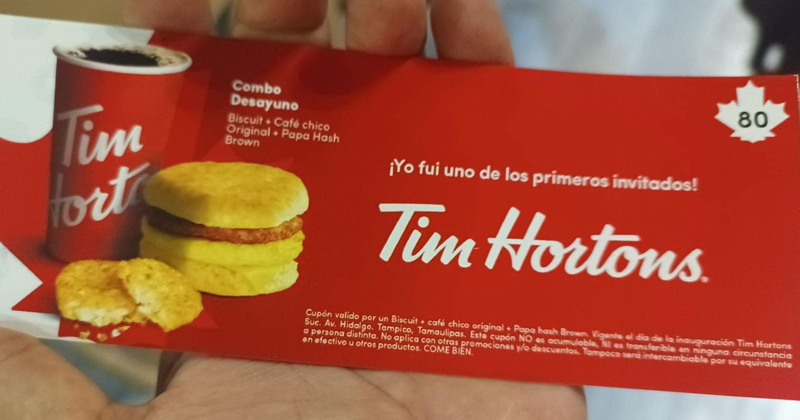 Tim
Hortons
Combo
Desayuno
Biscuit + Café chico
Original + Papa Hash
Brown
80
¡Yo fui uno de los primeros invitados!
Tim Hortons.
Cupón valido por un Biscuit + café chico original + Papa hash Brown. Vigente el día de la inauguración Tim Hortons
Suc. Av. Hidalgo. Tampico, Tamaulipas. Este cupón NO es acumulable, NI es transferible en ninguna circunstancia
a persona distinta. No aplica con otras promociones y/o descuentos. Tampoco será intercambiable por su equivalente
en efectivo u otros productos. COME BIEN.